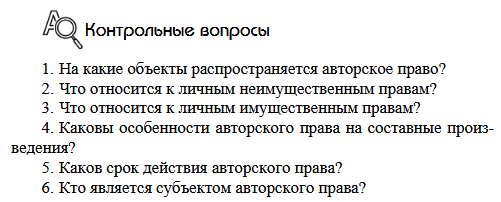 Контрольные вопросы
1. На какие объекты распространяется авторское право?
2. Что относится к личным неимущественным правам?
3. Что относится к личным имущественным правам?
4. Каковы особенности авторского права на составные произ-
ведения?
5. Каков срок действия авторского права?
6. Кто является субъектом авторского права?